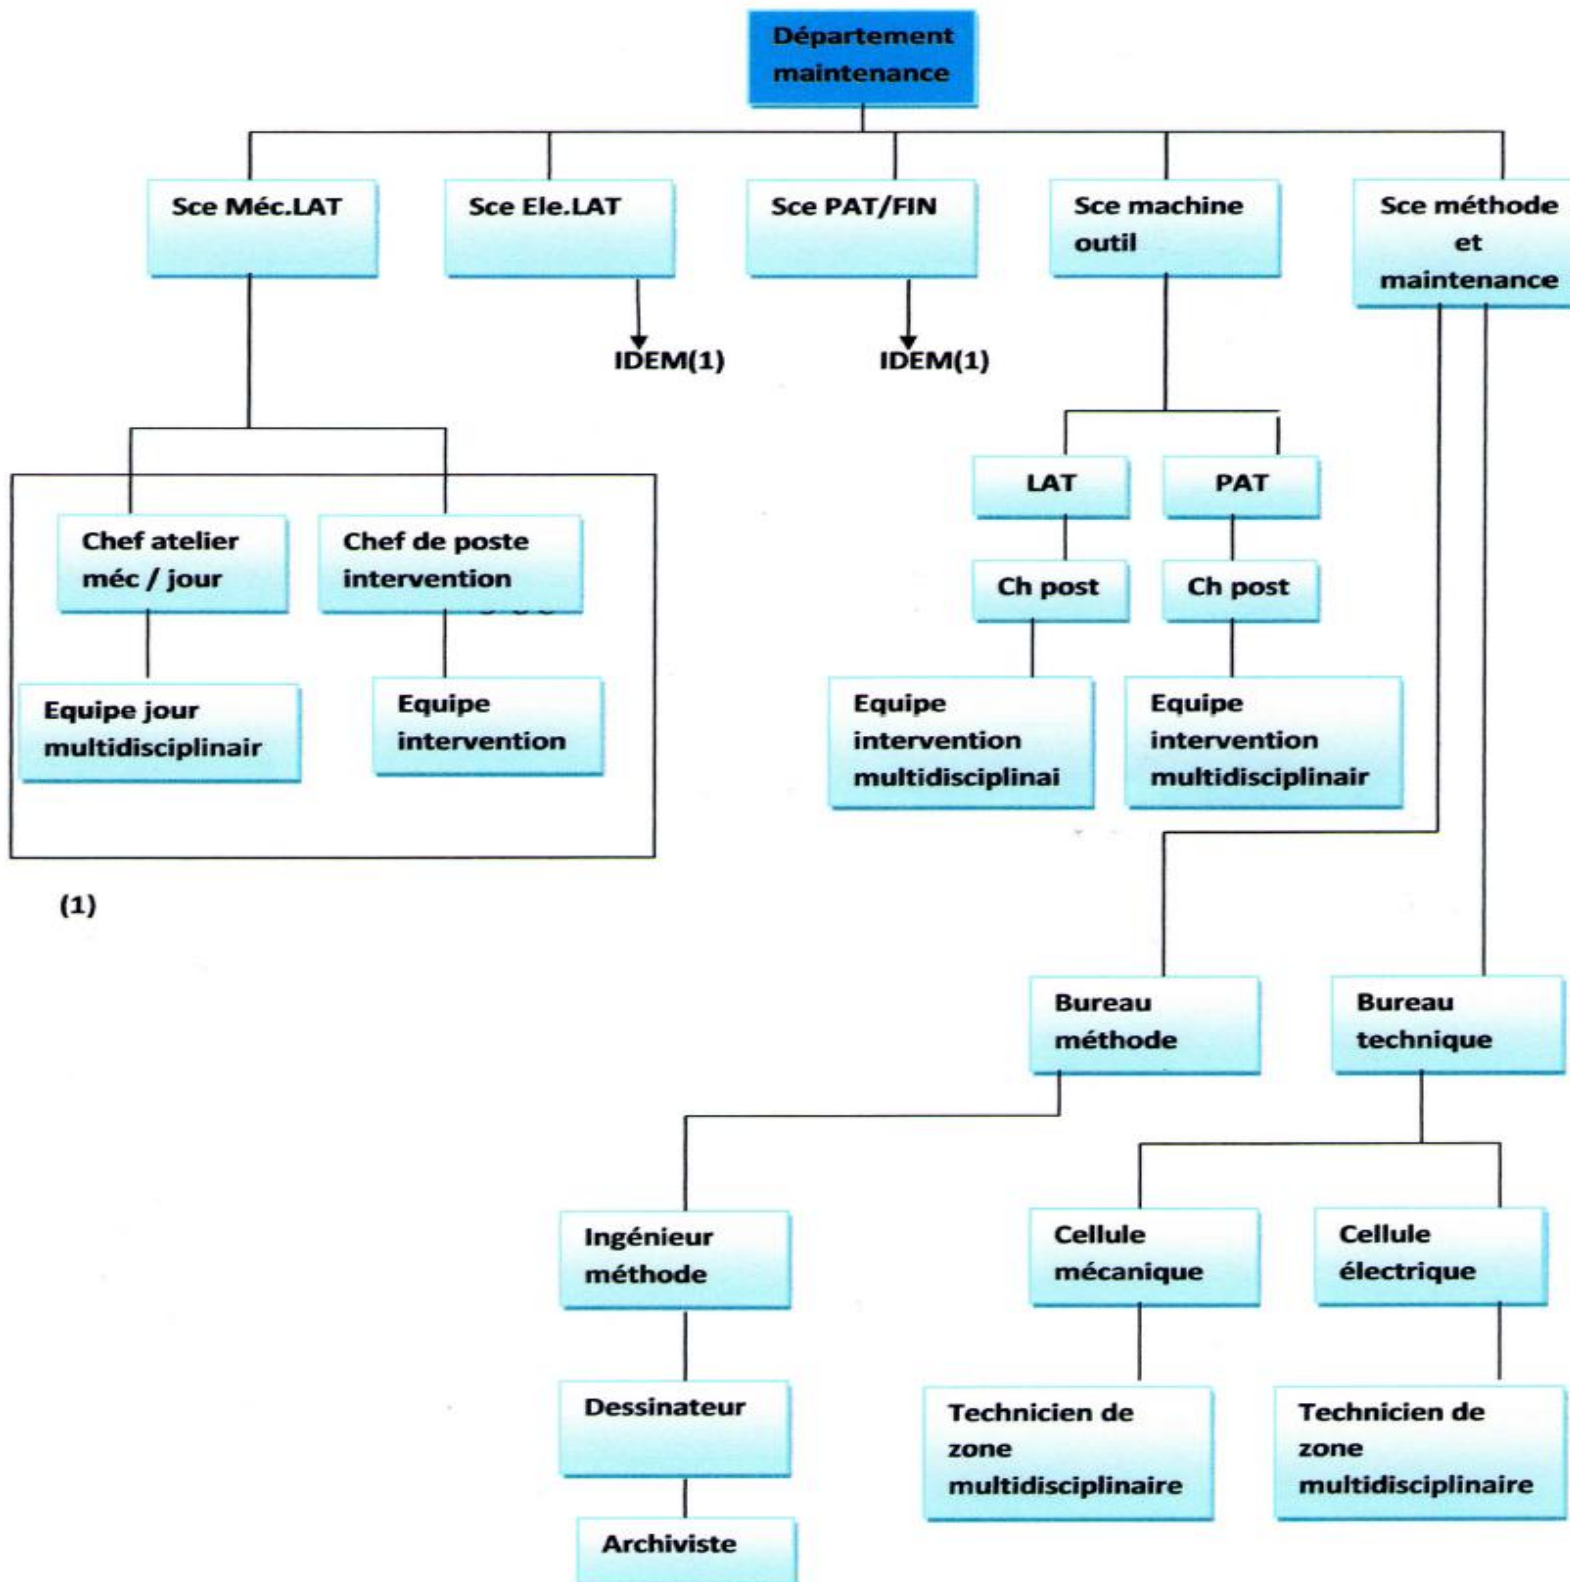 Département
maintenance
Sce Méc.LAT
Sce Ele.LAT
Sce PAT/FIN
Sce machine
outil
Sce méthode
et
maintenance
IDEM(1)
IDEM(1)
LAT
PAT
Chef atelier
méc / jour
Chef de poste
intervention
Ch post
Ch post
Equipe jour
multidisciplinair
Equipe
intervention
Equipe
intervention
multidisciplinai
Equipe
intervention
multidisciplinair
(1)
Bureau
méthode
Bureau
technique
Ingénieur
méthode
Cellule
mécanique
Cellule
électrique
Dessinateur
Technicien de
zone
multidisciplinaire
Technicien de
zone
multidisciplinaire
Archiviste